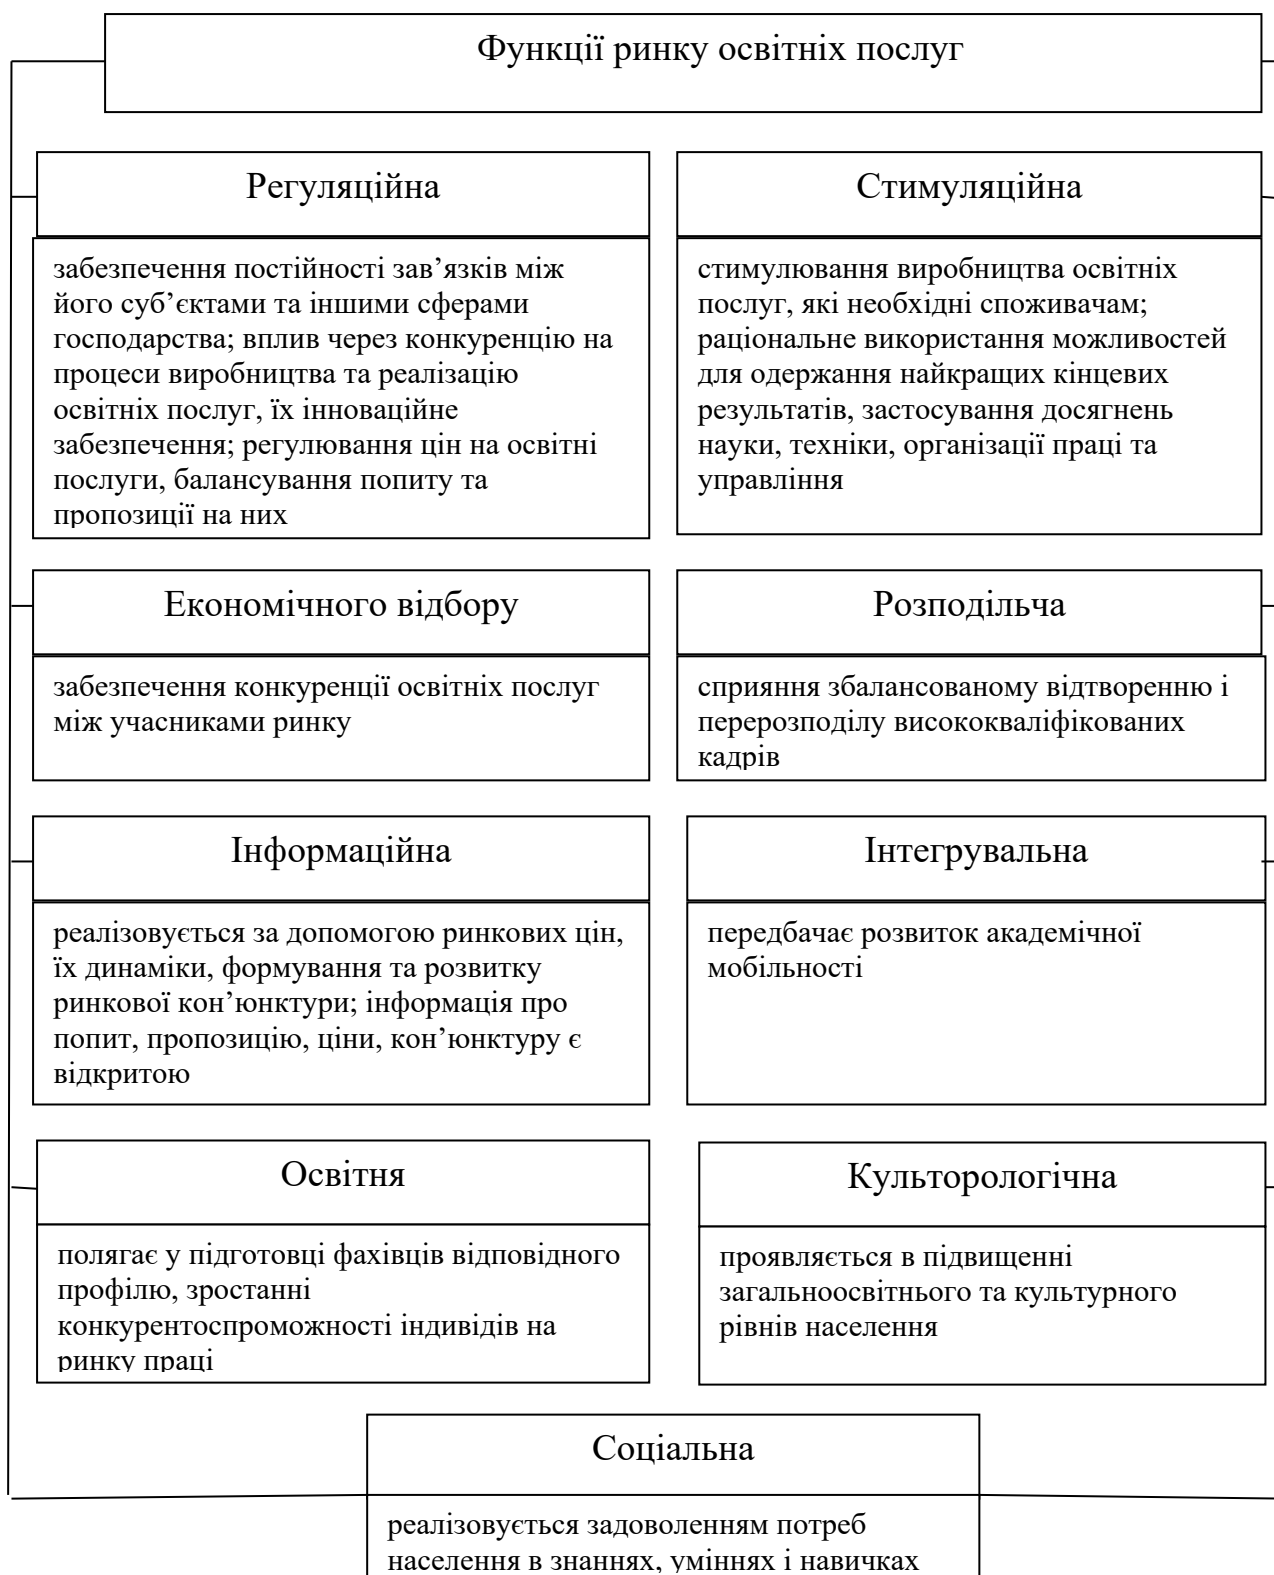 Функції ринку освітніх послуг
Регуляційна
забезпечення постійності зав’язків між
його суб’єктами та іншими сферами
господарства; вплив через конкуренцію на
процеси виробництва та реалізацію
освітніх послуг, їх інноваційне
забезпечення; регулювання цін на освітні
послуги, балансування попиту та
пропозиції на них
Стимуляційна
стимулювання виробництва освітніх
послуг, які необхідні споживачам;
раціональне використання можливостей
для одержання найкращих кінцевих
результатів, застосування досягнень
науки, техніки, організації праці та
управління
Економічного відбору
забезпечення конкуренції освітніх послуг
між учасниками ринку
Розподільча
сприяння збалансованому відтворенню і
перерозподілу висококваліфікованих
кадрів
Інформаційна
реалізовується за допомогою ринкових цін,
їх динаміки, формування та розвитку
ринкової кон’юнктури; інформація про
попит, пропозицію, ціни, кон’юнктуру є
відкритою
Інтегрувальна
передбачає розвиток академічної
мобільності
Освітня
полягає у підготовці фахівців відповідного
профілю, зростанні
конкурентоспроможності індивідів на
ринку праці
Культорологічна
проявляється в підвищенні
загальноосвітнього та культурного
рівнів населення
Соціальна
реалізовується задоволенням потреб
населення в знаннях, уміннях і навичках